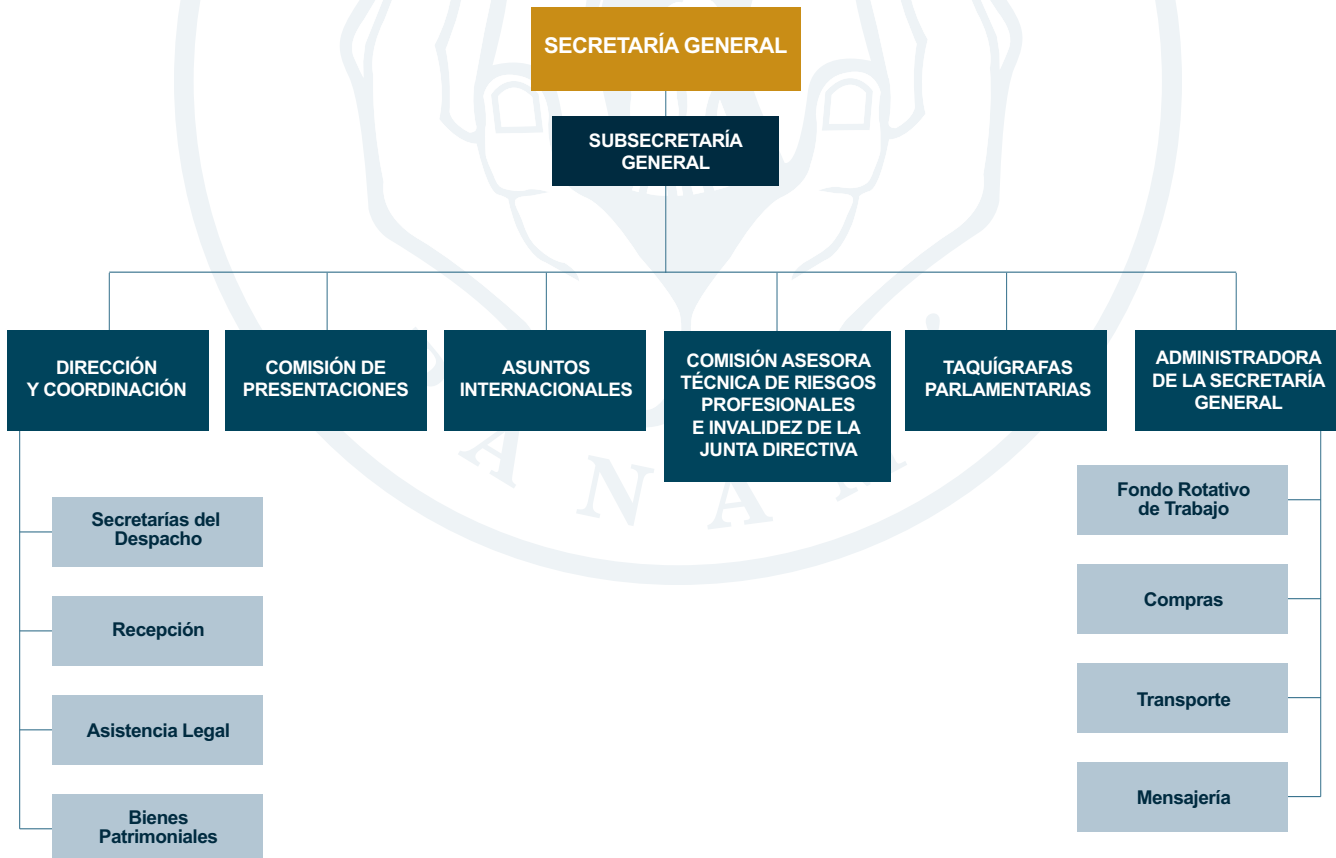 SECRETARÍA GENERAL
SUBSECRETARÍA
GENERAL
DIRECCIÓN
Y COORDINACIÓN
COMISIÓN DE
PRESENTACIONES
ASUNTOS
INTERNACIONALES
COMISIÓN ASESORA
TÉCNICA DE RIESGOS
PROFESIONALES
E INVALIDEZ DE LA
JUNTA DIRECTIVA
TAQUÍGRAFAS
PARLAMENTARIAS
ADMINISTRADORA
DE LA SECRETARÍA
GENERAL
Secretarías del
Despacho
Recepción
Asistencia Legal
Bienes
Patrimoniales
Fondo Rotativo
de Trabajo
Compras
Transporte
Mensajería
PANAMÁ